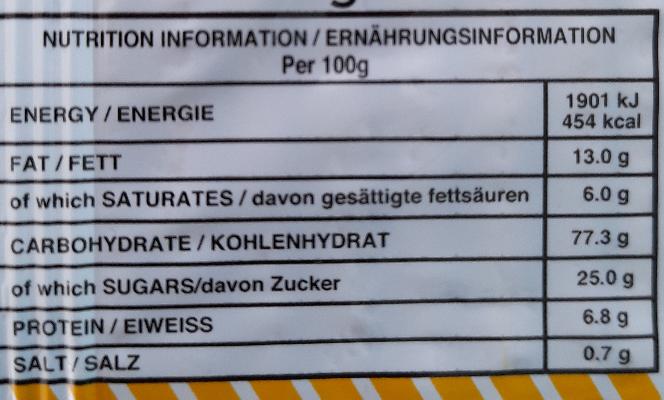 NUTRITION INFORMATION / ERNÄHRUNGSINFORMATION
Per 100g
ENERGY / ENERGIE 1901 kJ
454 kcal
FAT / FETT 13.0 g
of which SATURATES / davon gesättigte fettsäuren 6.0 g
CARBOHYDRATE / KOHLENHYDRAT 77.3 g
of which SUGARS/davon Zucker 25.0 g
PROTEIN / EIWEISS 6.8 g
SALT / SALZ 0.7 g